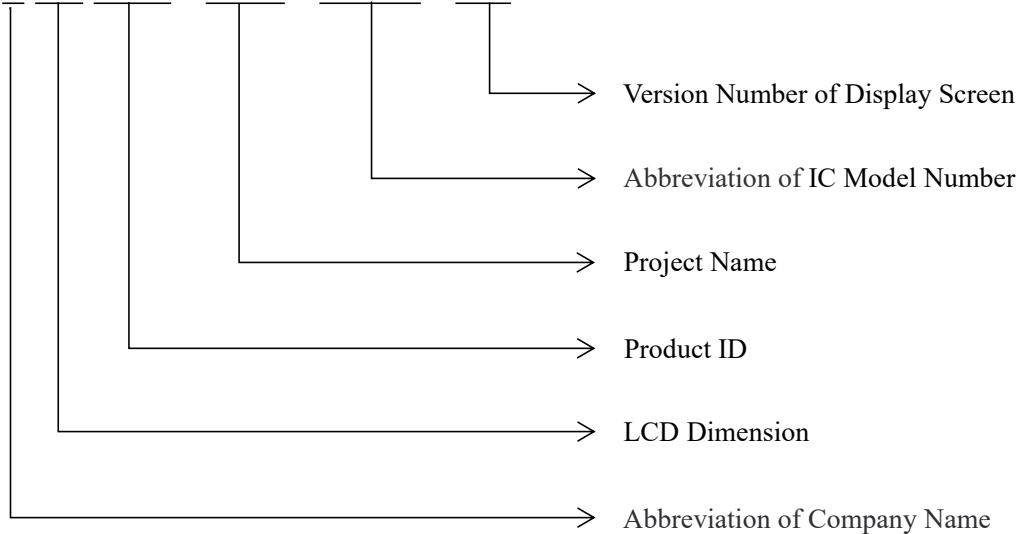 Version Number of Display Screen
Abbreviation of IC Model Number
Project Name
Product ID
LCD Dimension
Abbreviation of Company Name